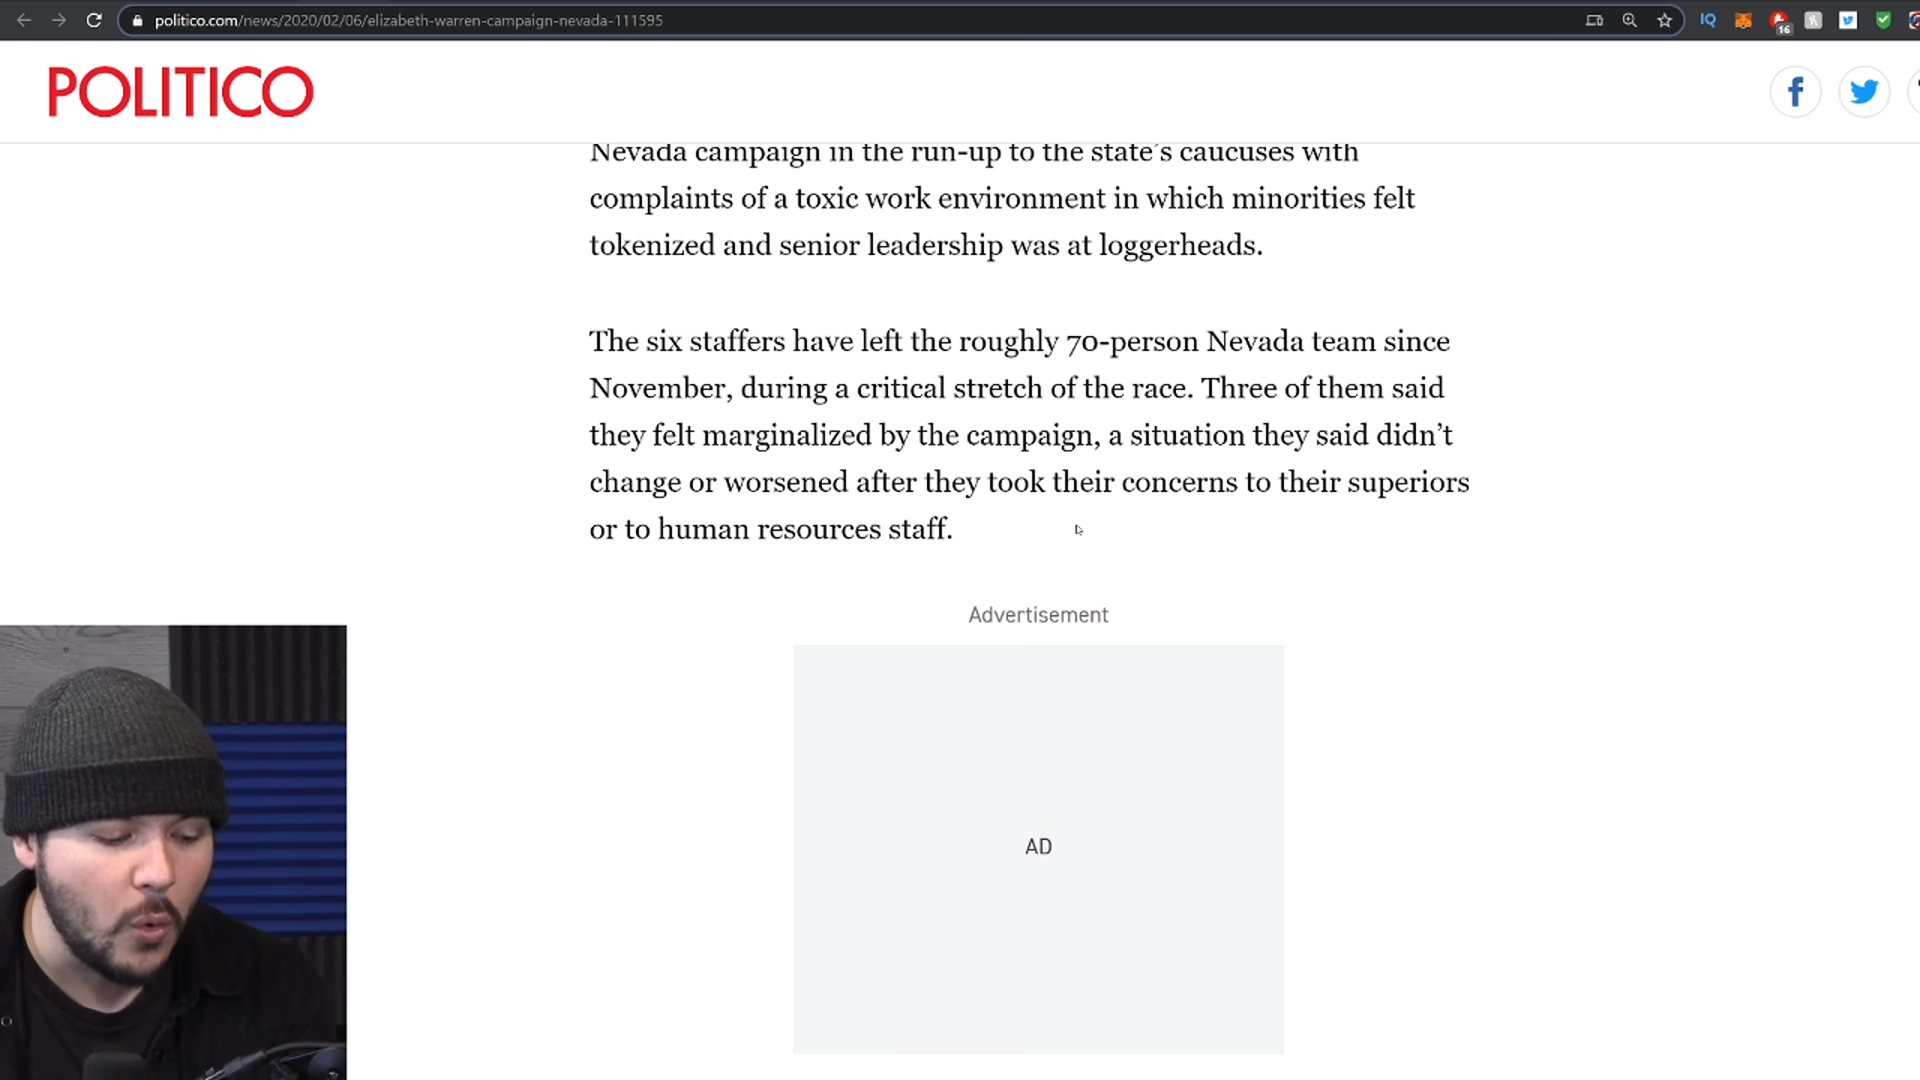 politico.com/news/2020/02/06/elizabeth-warren-campaign-nevada-111595
IQ
16
POLITICO
Nevada campaign in the run-up to the state’s caucuses with
complaints of a toxic work environment in which minorities felt
tokenized and senior leadership was at loggerheads.
The six staffers have left the roughly 70-person Nevada team since
November, during a critical stretch of the race. Three of them said
they felt marginalized by the campaign, a situation they said didn’t
change or worsened after they took their concerns to their superiors
or to human resources staff.
Advertisement
AD